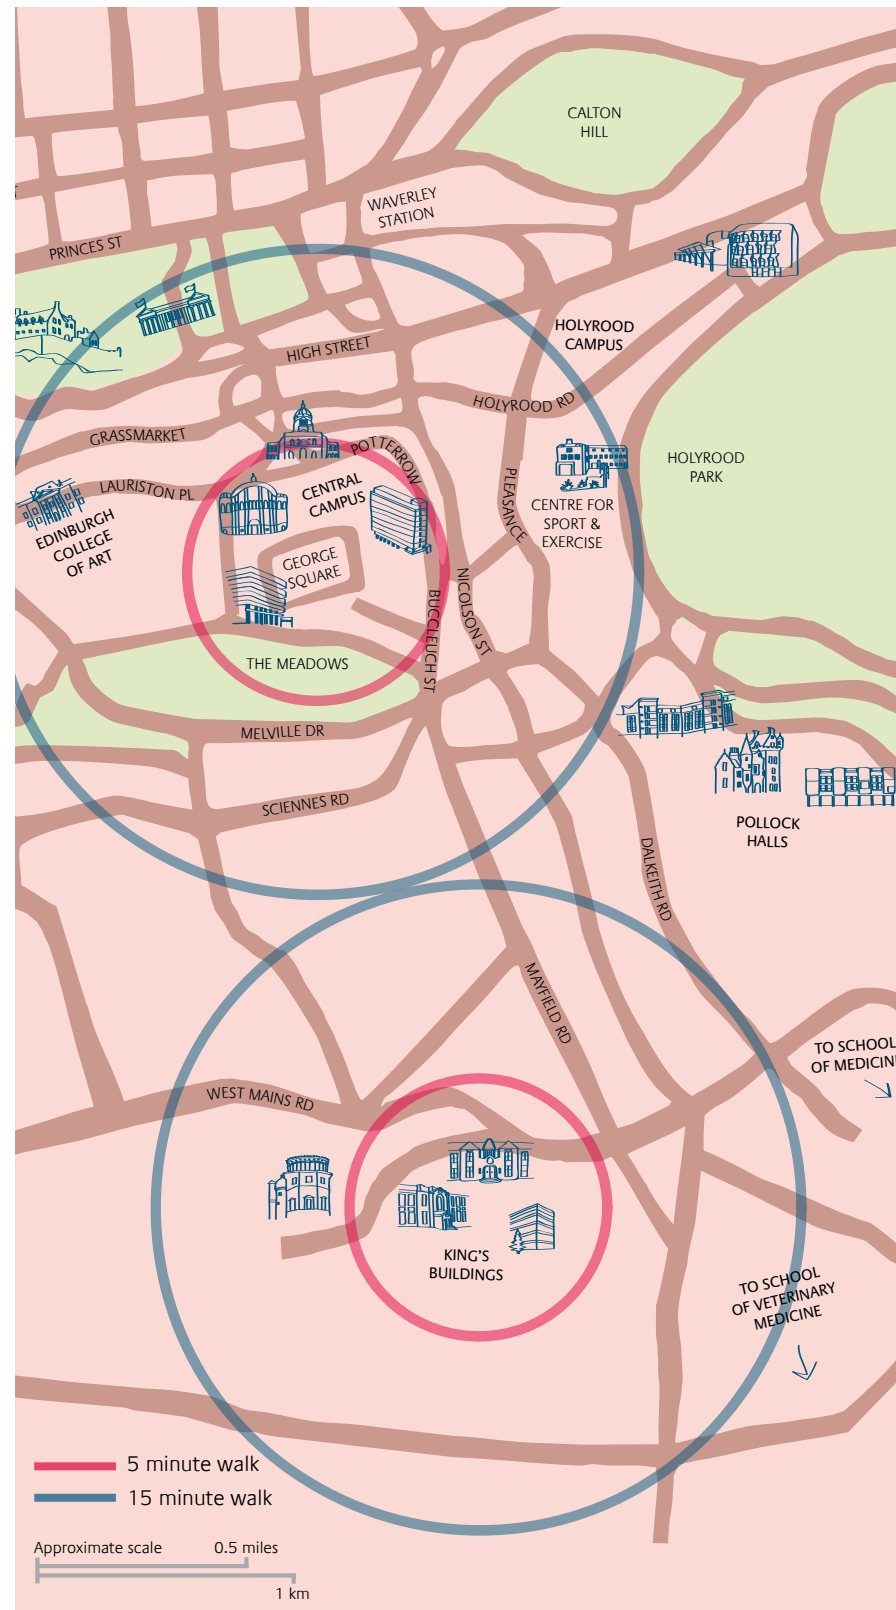 CALTON
HILL
WAVERLEY
STATION
PRINCES ST
HOLYROOD
CAMPUS
HIGH STREET
HOLYROOD RD
GRASSMARKET
POTTERROW
HOLYROOD
PARK
LAURISTON PL
CENTRAL
CAMPUS
PLEASANCE
CENTRE FOR
SPORT &
EXERCISE
EDINBURGH
COLLEGE
OF ART
GEORGE
SQUARE
NICOLSON ST
BUCCLEUCH ST
THE MEADOWS
MELVILLE DR
SCIENNES RD
POLLOCK
HALLS
DALKEITH RD
MAYFIELD RD
TO SCHOOL
OF MEDICIN
WEST MAINS RD
KING'S
BUILDINGS
TO SCHOOL
OF VETERINARY
MEDICINE
5 minute walk
15 minute walk
Approximate scale
0.5 miles
1 km